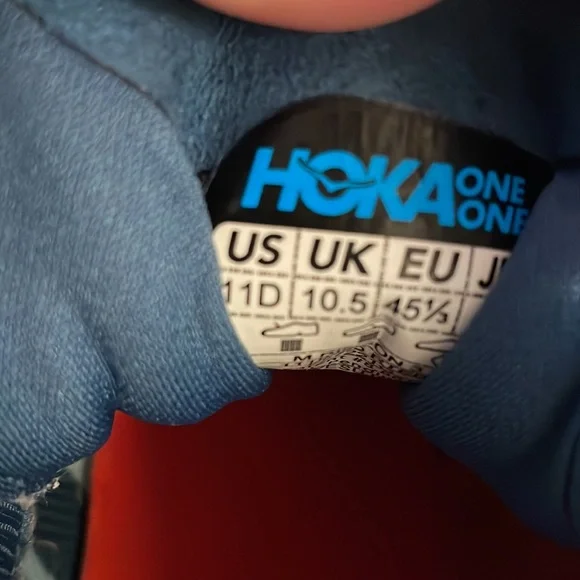 HOKA ONE ONE
US UK EU
11D 10.5 45⅓